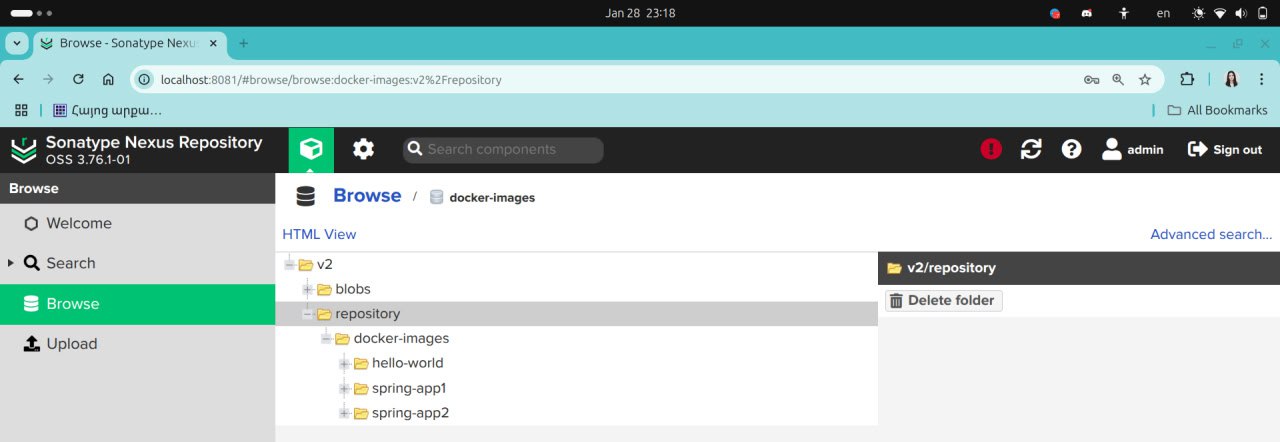 Jan 28 23:18
en
Browse - Sonatype Nexus
localhost:8081/#browse/browse:docker-images:v2%2Frepository
Հայոց արքա...
All Bookmarks
Sonatype Nexus Repository
OSS 3.76.1-01
Search components
admin
Sign out
Browse
Browse / docker-images
Welcome
HTML View
Advanced search...
Search
v2
v2/repository
blobs
Delete folder
Browse
repository
docker-images
Upload
hello-world
spring-app1
spring-app2